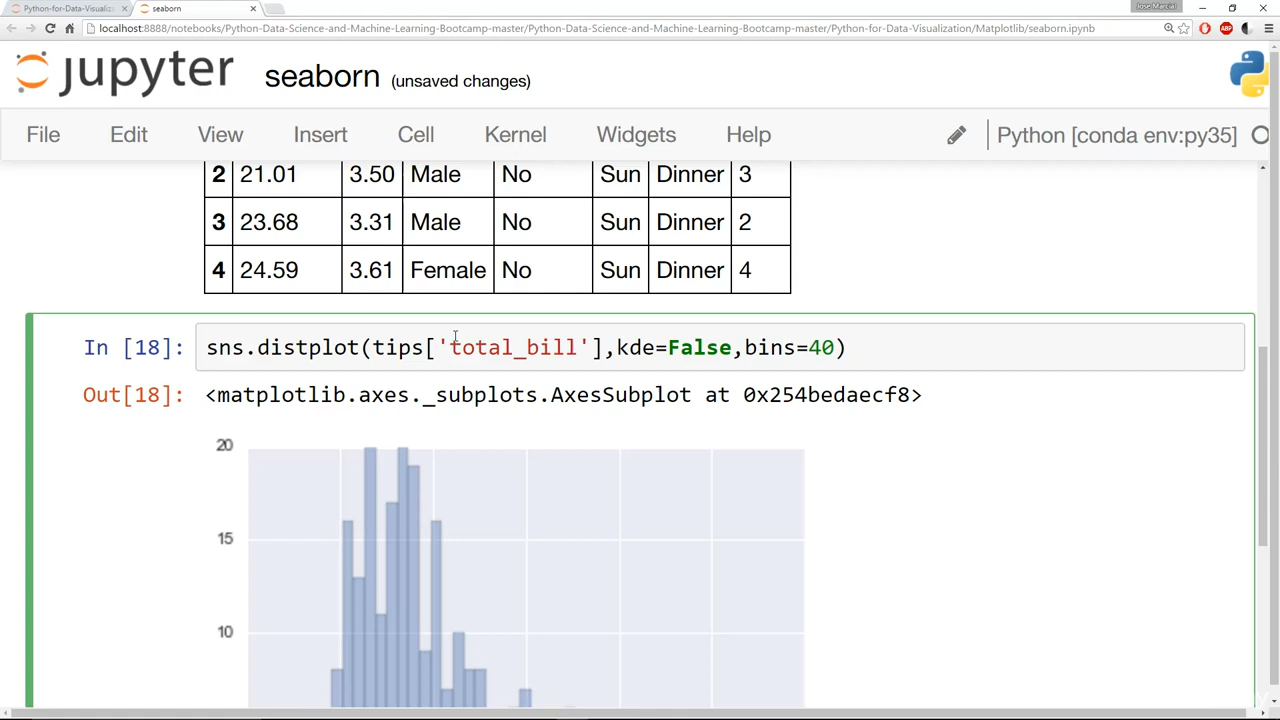 Python-for-Data-Visualiz
seaborn
Jose Marcial
localhost:8888/notebooks/Python-Data-Science-and-Machine-Learning-Bootcamp-master/Python-Data-Science-and-Machine-Learning-Bootcamp-master/Python-for-Data-Visualization/Matplotlib/seaborn.ipynb
ABP
jupyter seaborn (unsaved changes)
File Edit View Insert Cell Kernel Widgets Help Python [conda env:py35]
2 21.01 3.50 Male No Sun Dinner 3
3 23.68 3.31 Male No Sun Dinner 2
4 24.59 3.61 Female No Sun Dinner 4
In [18]: sns.distplot(tips['total_bill'],kde=False,bins=40)
Out[18]: <matplotlib.axes._subplots.AxesSubplot at 0x254bedaecf8>
20
15
10